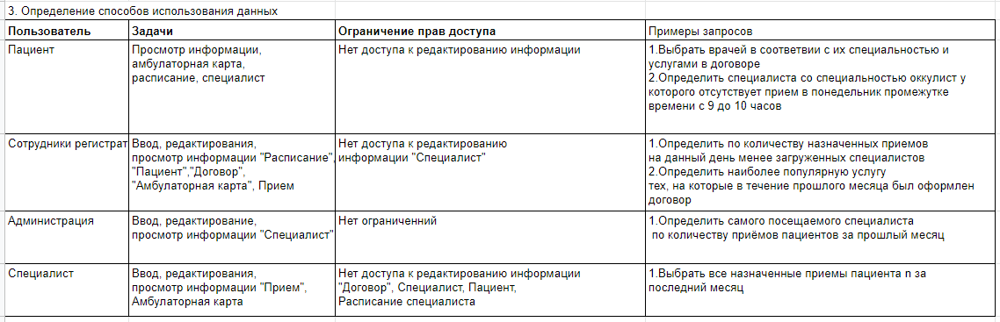 3. Определение способов использования данных
Пользователь
Задачи
Ограничение прав доступа
Примеры запросов
Пациент
Просмотр информации,
амбулаторная карта,
расписание, специалист
Нет доступа к редактированию информации
1.Выбрать врачей в соответвии с их специальностью и
услугами в договоре
2.Определить специалиста со специальностью оккулист у
которого отсутствует прием в понедельник промежутке
времени с 9 до 10 часов
Сотрудники регистрат
Ввод, редактирования,
просмотр информации "Расписание",
"Пациент","Договор",
"Амбулаторная карта", Прием
Нет доступа к редактированию
информации "Специалист"
1.Определить по количеству назначенных приемов
на данный день менее загруженных специалистов
2.Определить наиболее популярную услугу
тех, на которые в течение прошлого месяца был оформлен
договор
Администрация
Ввод, редактирование,
просмотр информации "Специалист"
Нет ограниченний
1.Определить самого посещаемого специалиста
по количеству приёмов пациентов за прошлый месяц
Специалист
Ввод, редактирования,
просмотр информации "Прием",
Амбулаторная карта
Нет доступа к редактированию информации
"Договор", Специалист, Пациент,
Расписание специалиста
1.Выбрать все назначенные приемы пациента n за
последний месяц